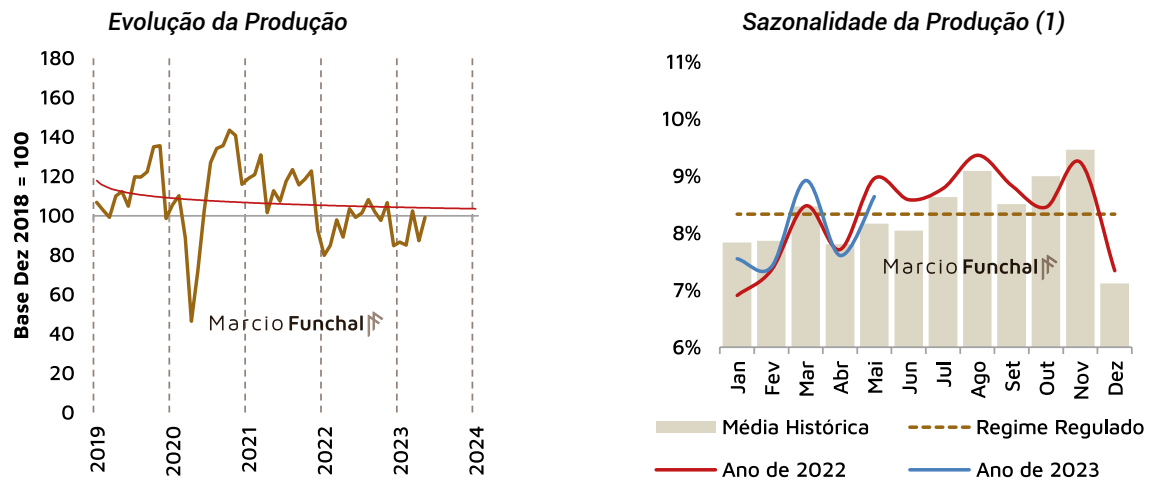 Evolução da Produção
Base Dez 2018 = 100
180
160
140
120
100
80
60
40
20
0
2019
2020
2021
2022
2023
2024
Marcio Funchal
Sazonalidade da Produção (1)
11%
10%
9%
8%
7%
6%
Jan
Fev
Mar
Abr
Mai
Jun
Jul
Ago
Set
Out
Nov
Dez
Marcio Funchal
Média Histórica
Regime Regulado
Ano de 2022
Ano de 2023